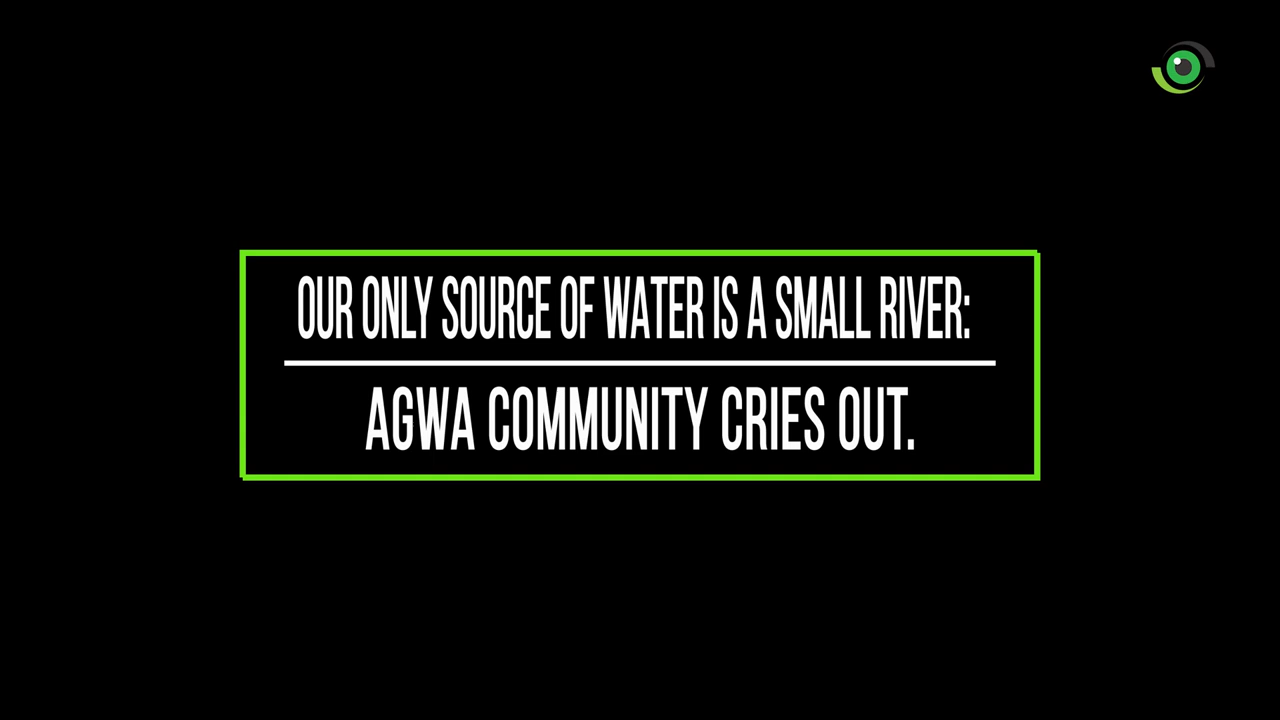 OUR ONLY SOURCE OF WATER IS A SMALL RIVER:
AGWA COMMUNITY CRIES OUT.